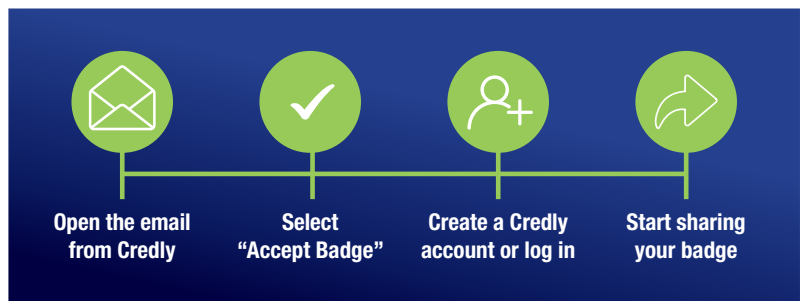 Open the email
from Credly
Select
“Accept Badge”
Create a Credly
account or log in
Start sharing
your badge